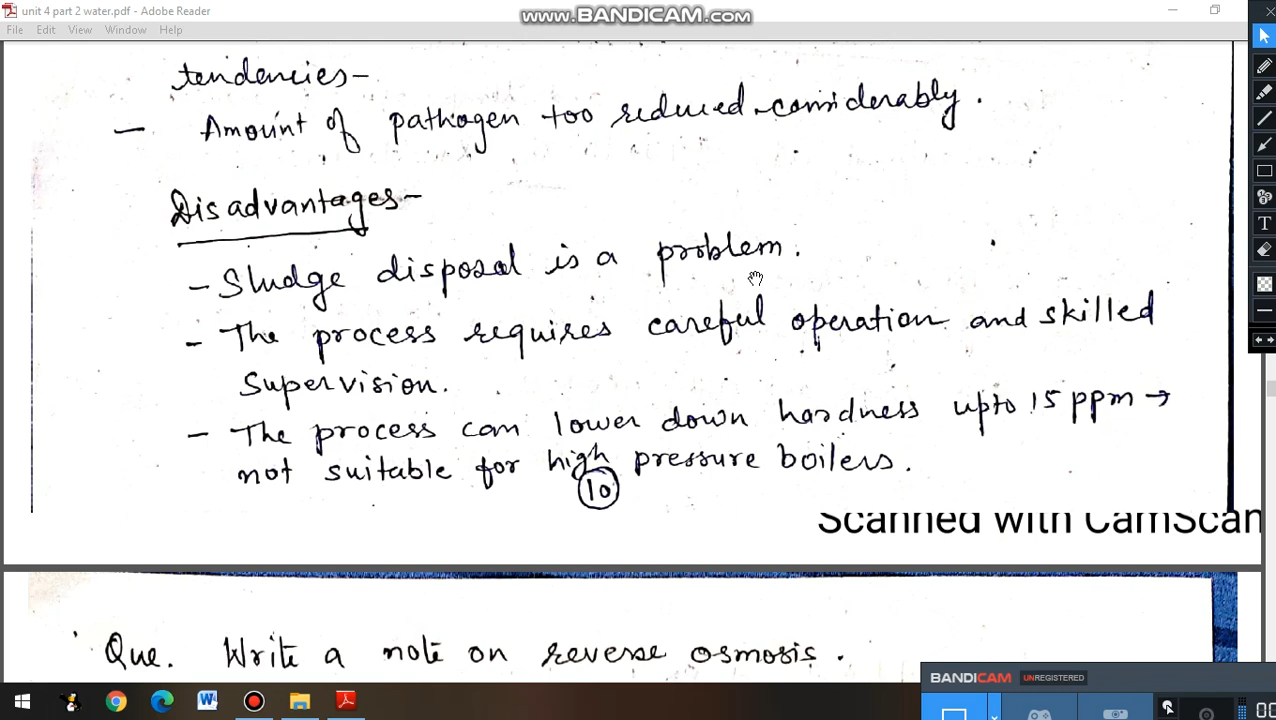 unit 4 part 2 water.pdf - Adobe Reader
www.BANDICAM.com
File Edit View Window Help
tendencies-
- Amount of pathogen too reduced considerably.
Disadvantages-
- Sludge disposal is a problem.
- The process requires careful operation and skilled
Supervision.
- The process can lower down hardness upto 15 ppm →
not suitable for high pressure boilers.
10
Scanned with CamScan
Que. Write a note on reverse osmosis.
BANDICAM UNREGISTERED
00